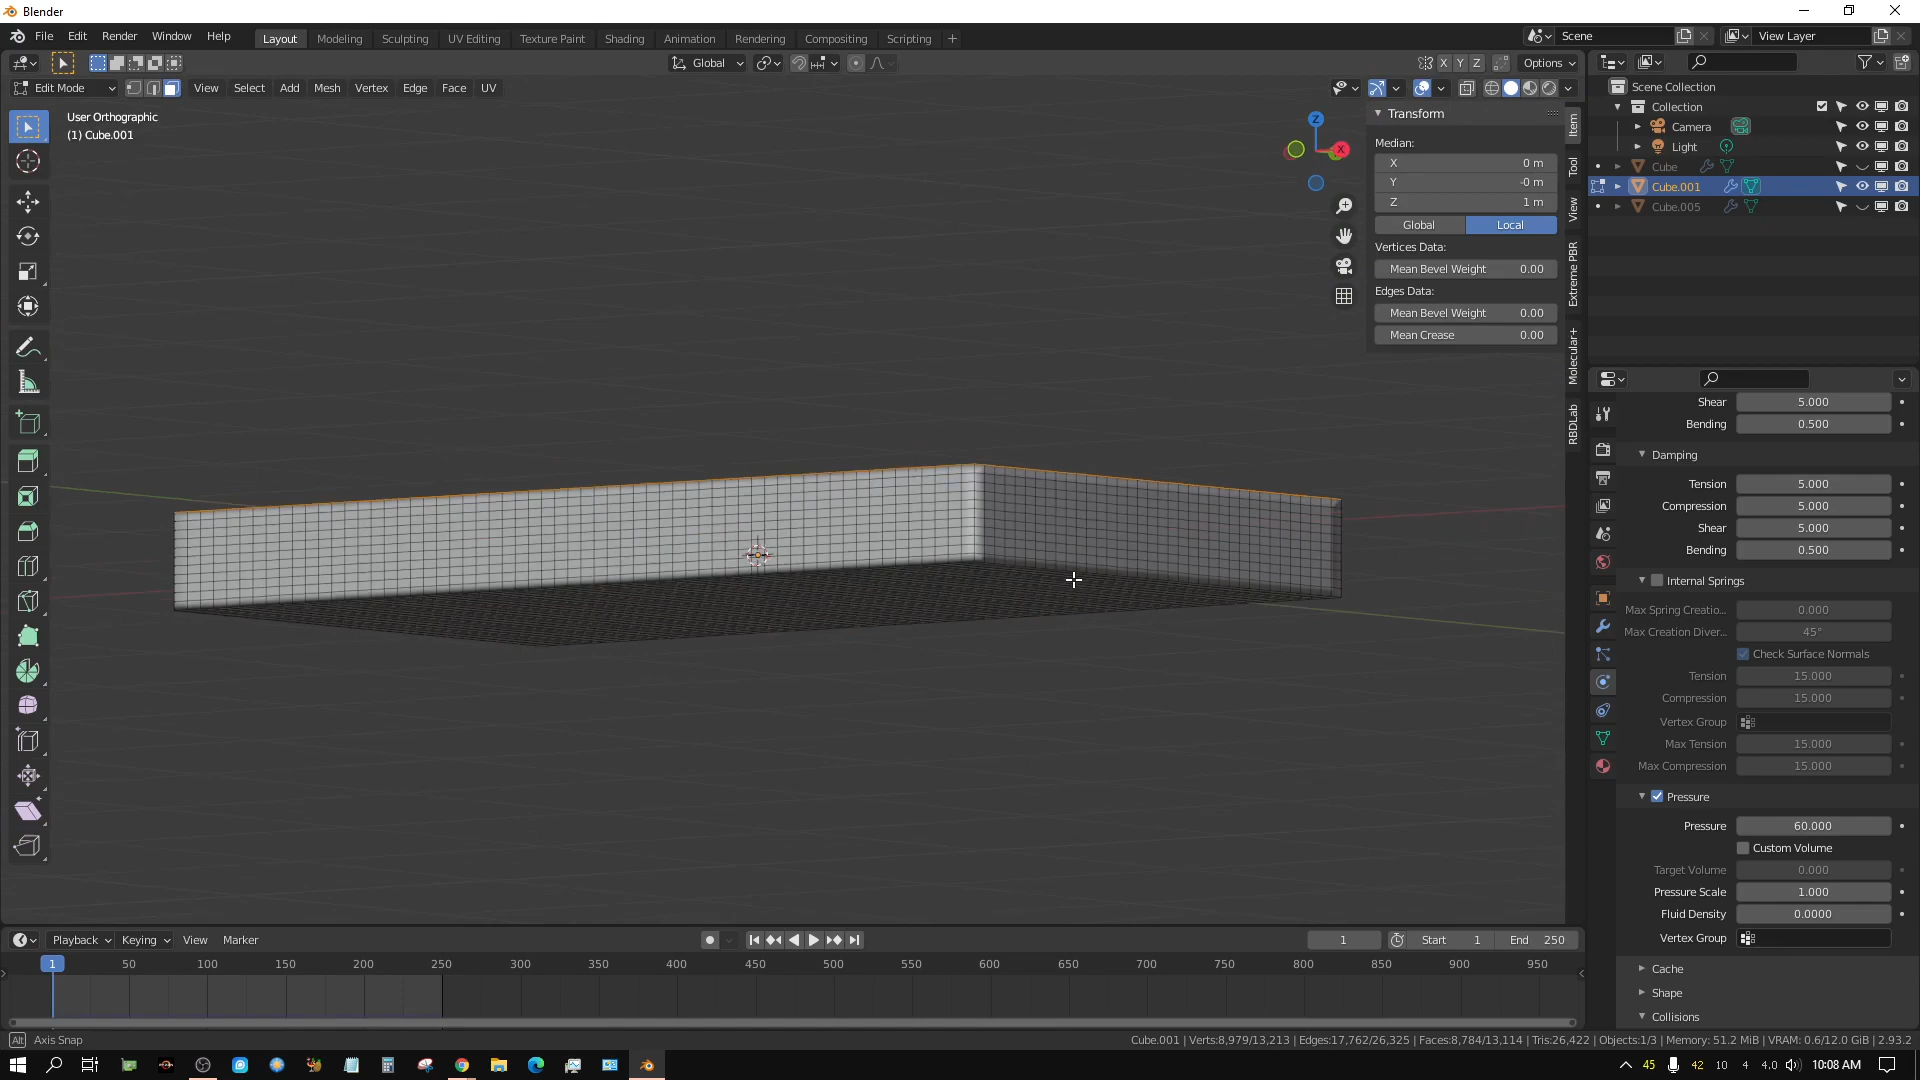 Blender
File Edit Render Window Help
Layout Modeling Sculpting UV Editing Texture Paint Shading Animation Rendering Compositing Scripting +
Scene
View Layer
Global
X Y Z
Options
Edit Mode
View Select Add Mesh Vertex Edge Face UV
User Orthographic
(1) Cube.001
Z
X
Transform
Median:
X 0 m
Y -0 m
Z 1 m
Global Local
Vertices Data:
Mean Bevel Weight 0.00
Edges Data:
Mean Bevel Weight 0.00
Mean Crease 0.00
Item
Tool
View
Extreme PBR
Molecular+
RBDLab
Scene Collection
Collection
Camera
Light
Cube
Cube.001
Cube.005
Shear 5.000
Bending 0.500
Damping
Tension 5.000
Compression 5.000
Shear 5.000
Bending 0.500
Internal Springs
Max Spring Creatio... 0.000
Max Creation Diver... 45°
Check Surface Normals
Tension 15.000
Compression 15.000
Vertex Group
Max Tension 15.000
Max Compression 15.000
Pressure
Pressure 60.000
Custom Volume
Target Volume 0.000
Pressure Scale 1.000
Fluid Density 0.0000
Vertex Group
Cache
Shape
Collisions
Playback Keying View Marker
1
Start 1
End 250
1 50 100 150 200 250 300 350 400 450 500 550 600 650 700 750 800 850 900 950
Alt Axis Snap
Cube.001 | Verts:8,979/13,213 | Edges:17,762/26,325 | Faces:8,784/13,114 | Tris:26,422 | Objects:1/3 | Memory: 51.2 MiB | VRAM: 0.6/12.0 GiB | 2.93.2
45 42 10 4 4.0 10:08 AM